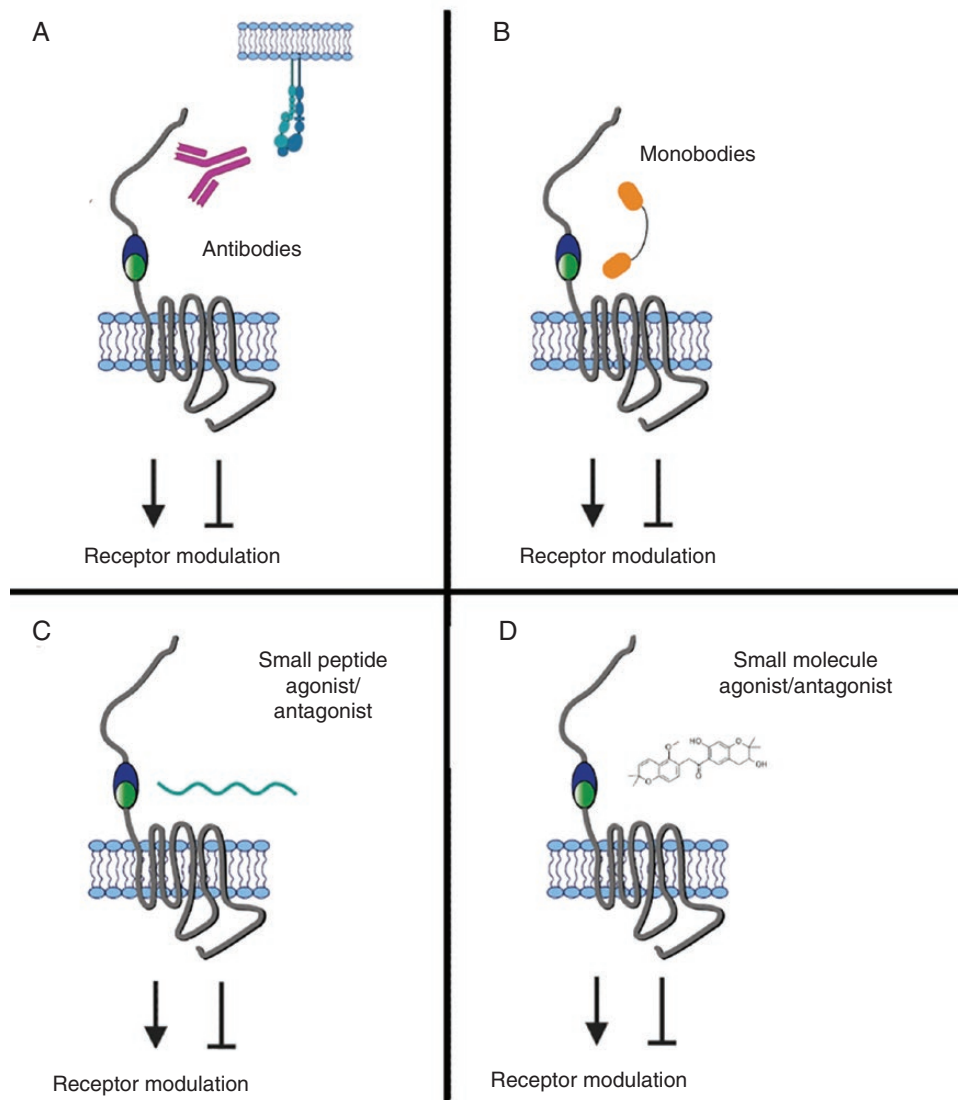 A
Antibodies
Receptor modulation
B
Monobodies
Receptor modulation
C
Small peptide
agonist/
antagonist
Receptor modulation
D
Small molecule
agonist/antagonist
HO
O
O
O
O
OH
Receptor modulation